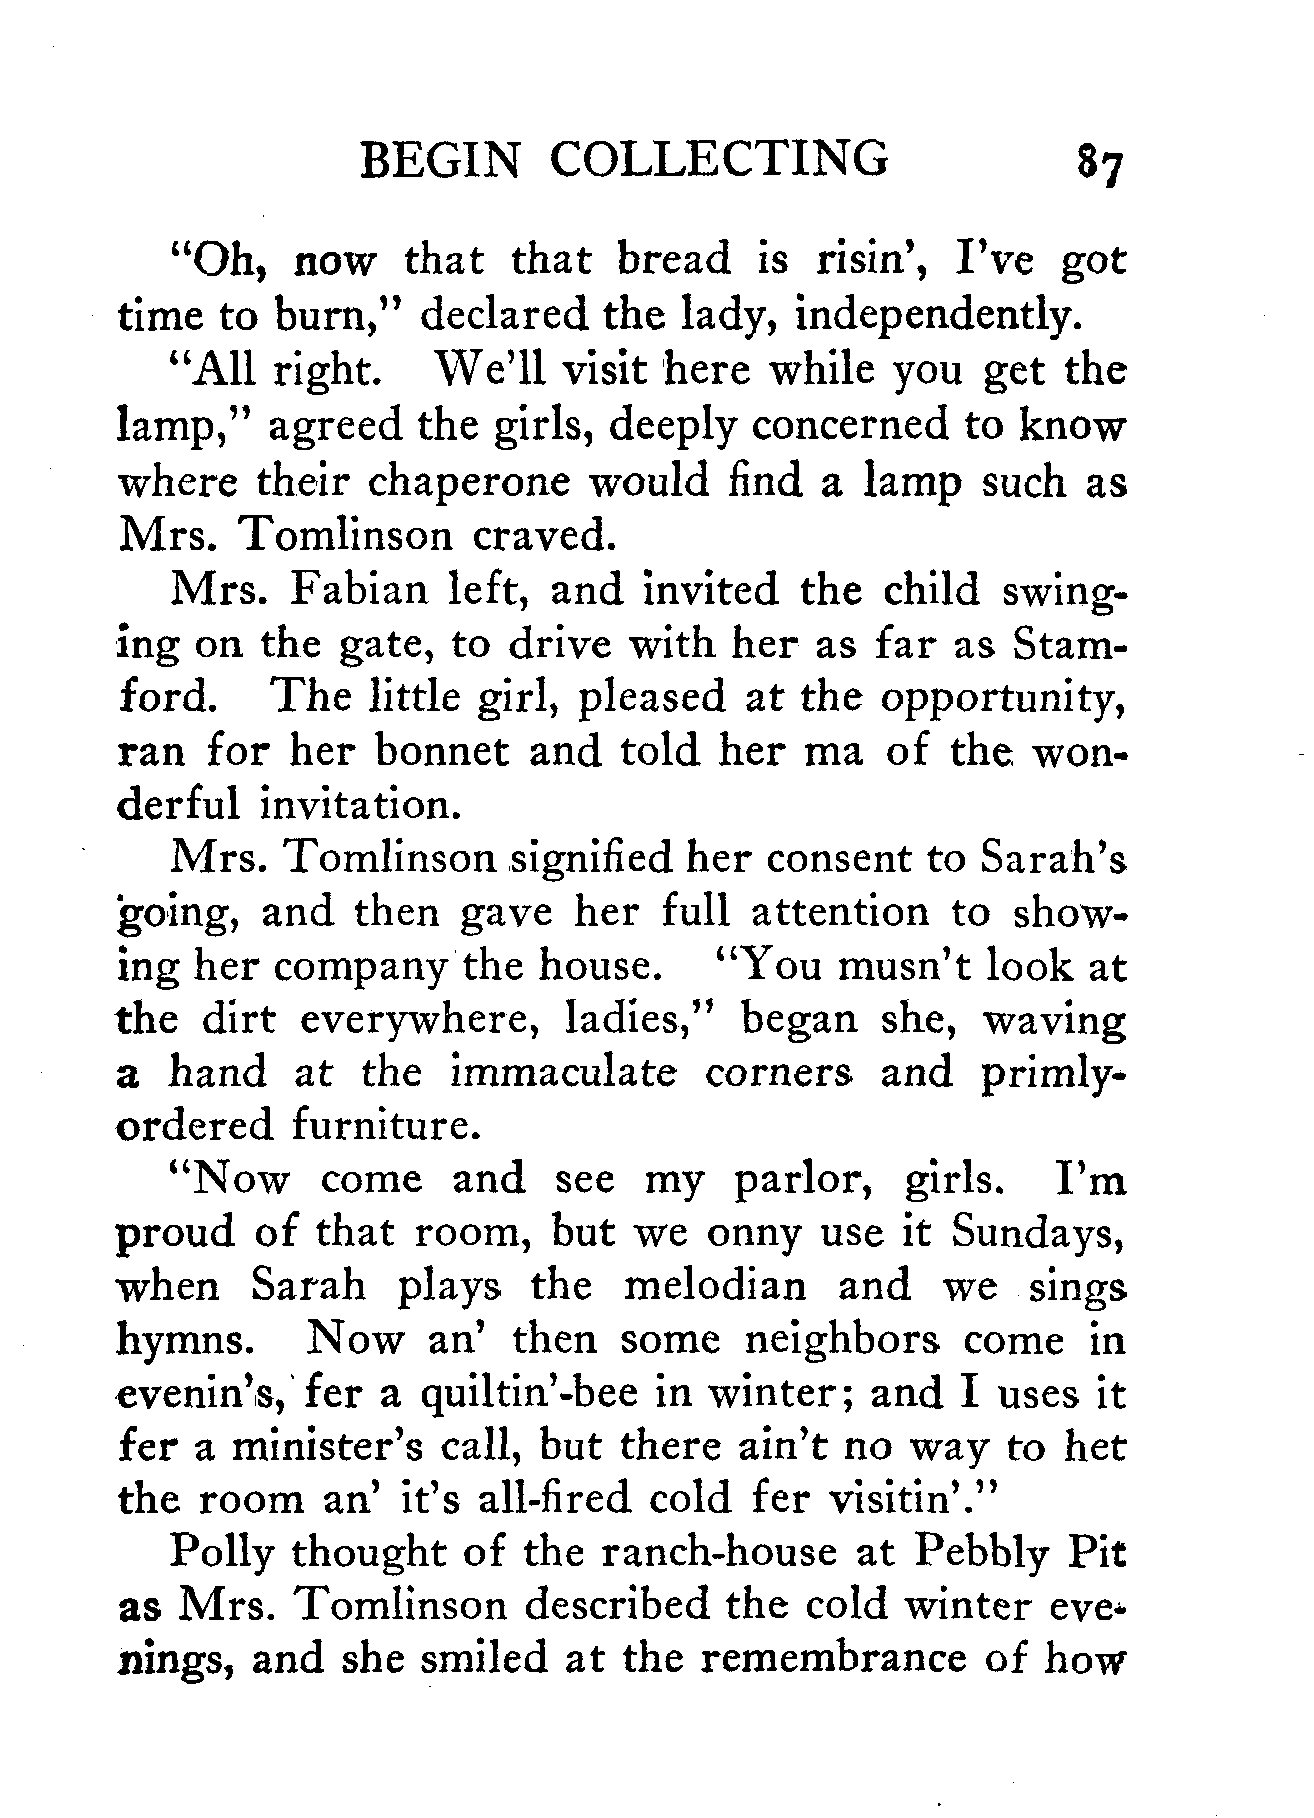 BEGIN COLLECTING 87
“Oh, now that that bread is risin’, I’ve got
time to burn,” declared the lady, independently.
“All right. We’ll visit here while you get the
lamp,” agreed the girls, deeply concerned to know
where their chaperone would find a lamp such as
Mrs. Tomlinson craved.
Mrs. Fabian left, and invited the child swing-
ing on the gate, to drive with her as far as Stam-
ford. The little girl, pleased at the opportunity,
ran for her bonnet and told her ma of the won-
derful invitation.
Mrs. Tomlinson signified her consent to Sarah’s
going, and then gave her full attention to show-
ing her company the house. “You musn’t look at
the dirt everywhere, ladies,” began she, waving
a hand at the immaculate corners and primly-
ordered furniture.
“Now come and see my parlor, girls. I’m
proud of that room, but we onny use it Sundays,
when Sarah plays the melodian and we sings
hymns. Now an’ then some neighbors come in
evenin’s, fer a quiltin’-bee in winter; and I uses it
fer a minister’s call, but there ain’t no way to het
the room an’ it’s all-fired cold fer visitin’.”
Polly thought of the ranch-house at Pebbly Pit
as Mrs. Tomlinson described the cold winter eve-
nings, and she smiled at the remembrance of how